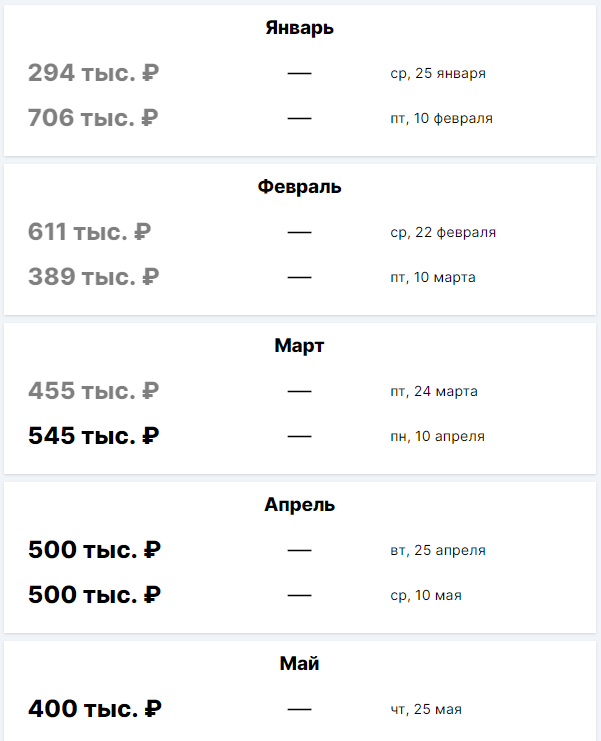 Январь
294 тыс. ₽ — ср, 25 января
706 тыс. ₽ — пт, 10 февраля
Февраль
611 тыс. ₽ — ср, 22 февраля
389 тыс. ₽ — пт, 10 марта
Март
455 тыс. ₽ — пт, 24 марта
545 тыс. ₽ — пн, 10 апреля
Апрель
500 тыс. ₽ — вт, 25 апреля
500 тыс. ₽ — ср, 10 мая
Май
400 тыс. ₽ — чт, 25 мая